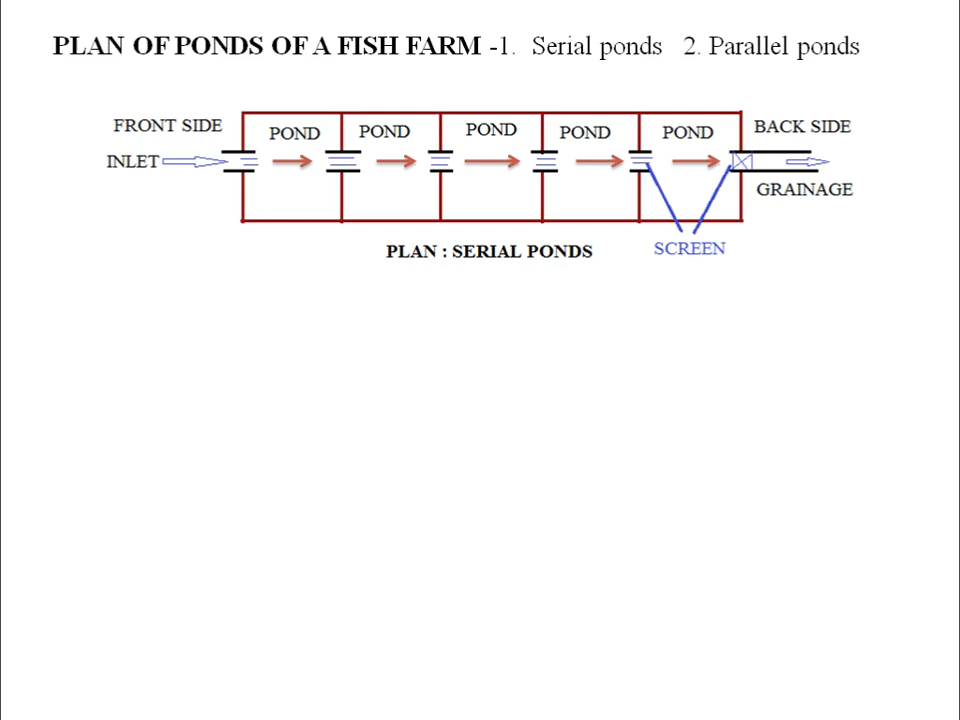 PLAN OF PONDS OF A FISH FARM -1. Serial ponds 2. Parallel ponds
FRONT SIDE POND POND POND POND POND BACK SIDE
INLET
GRAINAGE
PLAN : SERIAL PONDS SCREEN